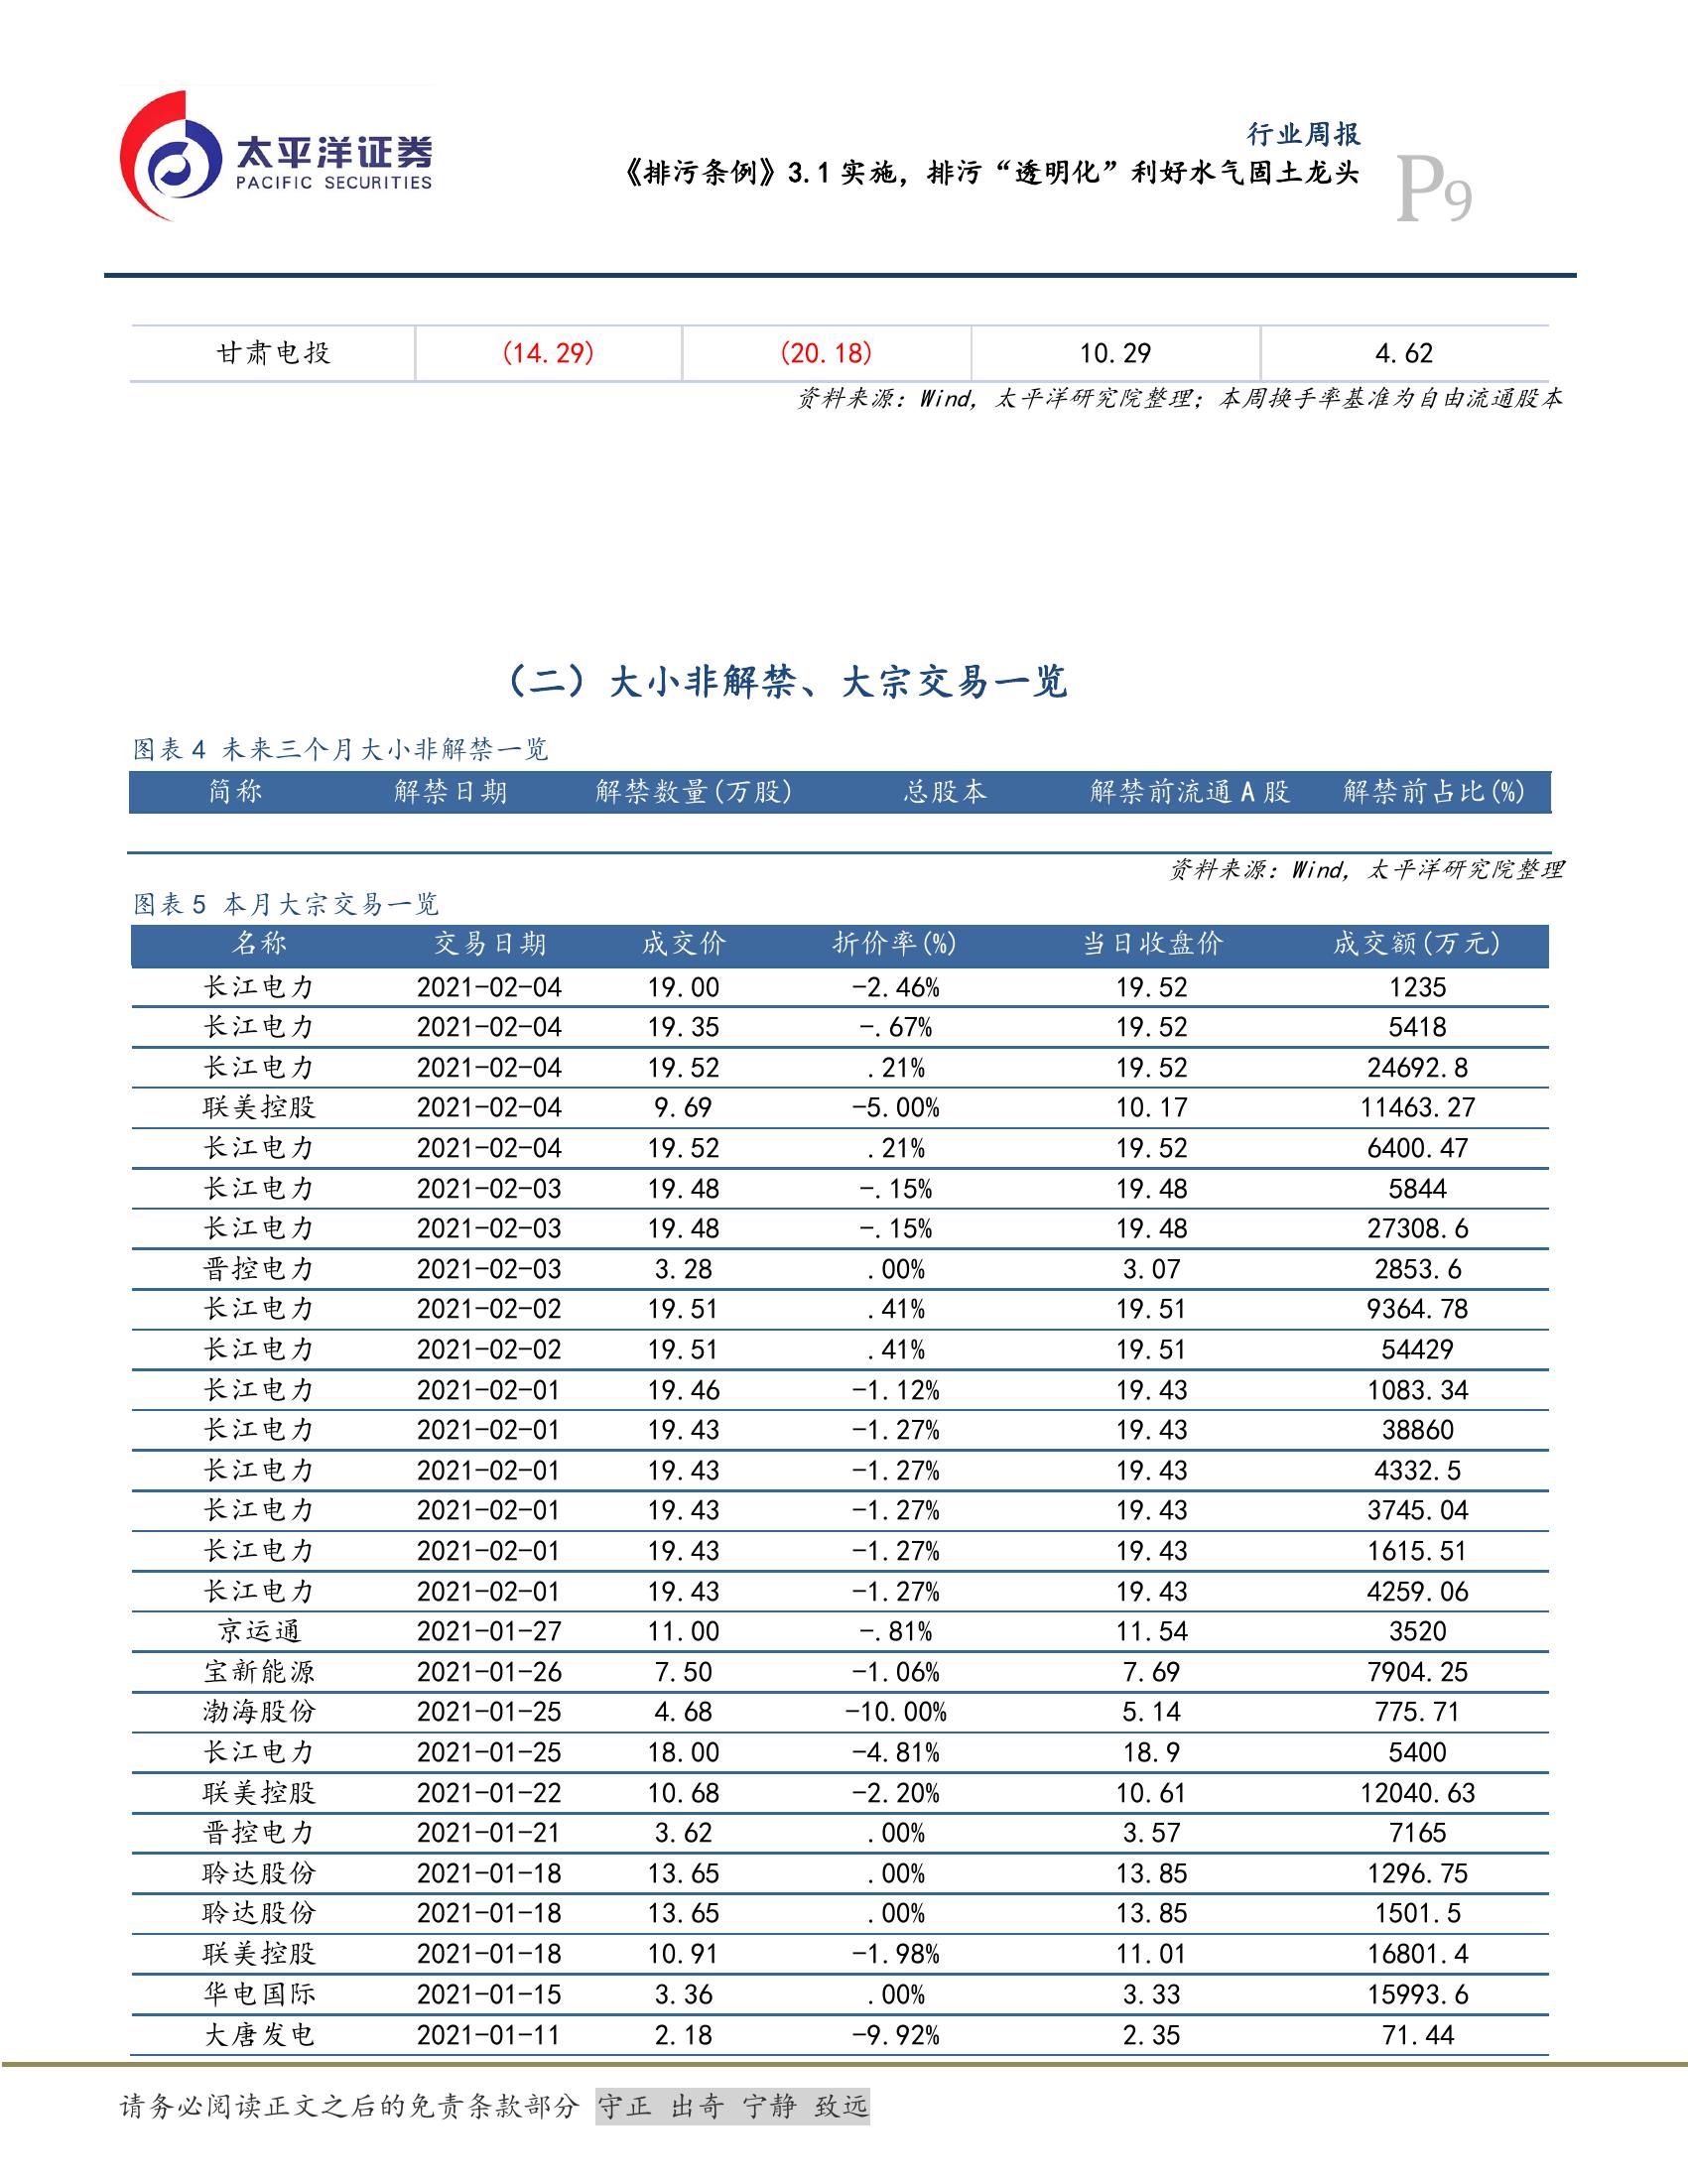 太平洋证券
PACIFIC SECURITIES
行业周报
《排污条例》3.1 实施，排污“透明化”利好水气固土龙头
P9
甘肃电投 (14.29) (20.18) 10.29 4.62
资料来源：Wind，太平洋研究院整理；本周换手率基准为自由流通股本
（二）大小非解禁、大宗交易一览
图表 4 未来三个月大小非解禁一览
简称 解禁日期 解禁数量(万股) 总股本 解禁前流通 A 股 解禁前占比(%)
资料来源：Wind，太平洋研究院整理
图表 5 本月大宗交易一览
名称 交易日期 成交价 折价率(%) 当日收盘价 成交额(万元)
长江电力 2021-02-04 19.00 -2.46% 19.52 1235
长江电力 2021-02-04 19.35 -.67% 19.52 5418
长江电力 2021-02-04 19.52 .21% 19.52 24692.8
联美控股 2021-02-04 9.69 -5.00% 10.17 11463.27
长江电力 2021-02-04 19.52 .21% 19.52 6400.47
长江电力 2021-02-03 19.48 -.15% 19.48 5844
长江电力 2021-02-03 19.48 -.15% 19.48 27308.6
晋控电力 2021-02-03 3.28 .00% 3.07 2853.6
长江电力 2021-02-02 19.51 .41% 19.51 9364.78
长江电力 2021-02-02 19.51 .41% 19.51 54429
长江电力 2021-02-01 19.46 -1.12% 19.43 1083.34
长江电力 2021-02-01 19.43 -1.27% 19.43 38860
长江电力 2021-02-01 19.43 -1.27% 19.43 4332.5
长江电力 2021-02-01 19.43 -1.27% 19.43 3745.04
长江电力 2021-02-01 19.43 -1.27% 19.43 1615.51
长江电力 2021-02-01 19.43 -1.27% 19.43 4259.06
京运通 2021-01-27 11.00 -.81% 11.54 3520
宝新能源 2021-01-26 7.50 -1.06% 7.69 7904.25
渤海股份 2021-01-25 4.68 -10.00% 5.14 775.71
长江电力 2021-01-25 18.00 -4.81% 18.9 5400
联美控股 2021-01-22 10.68 -2.20% 10.61 12040.63
晋控电力 2021-01-21 3.62 .00% 3.57 7165
聆达股份 2021-01-18 13.65 .00% 13.85 1296.75
聆达股份 2021-01-18 13.65 .00% 13.85 1501.5
联美控股 2021-01-18 10.91 -1.98% 11.01 16801.4
华电国际 2021-01-15 3.36 .00% 3.33 15993.6
大唐发电 2021-01-11 2.18 -9.92% 2.35 71.44
请务必阅读正文之后的免责条款部分 守正 出奇 宁静 致远